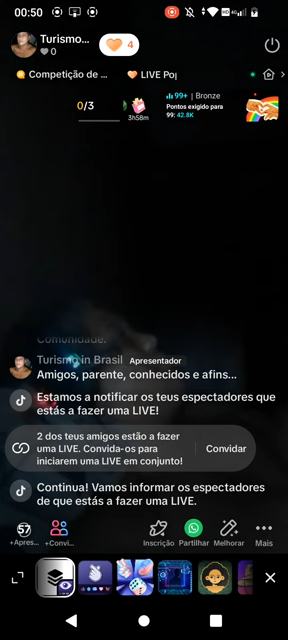 00:50
Turismo...
0
4
Competição de ...
LIVE Po
0/3
3h58m
99+ | Bronze
Pontos exigido para
99: 42.8K
Comunidade.
Turismo in Brasil Apresentador
Amigos, parente, conhecidos e afins...
Estamos a notificar os teus espectadores que
estás a fazer uma LIVE!
2 dos teus amigos estão a fazer
uma LIVE. Convida-os para
iniciarem uma LIVE em conjunto!
Convidar
Continua! Vamos informar os espectadores
de que estás a fazer uma LIVE.
57
+Apres...
+Convi...
Inscrição
Partilhar
Melhorar
Mais